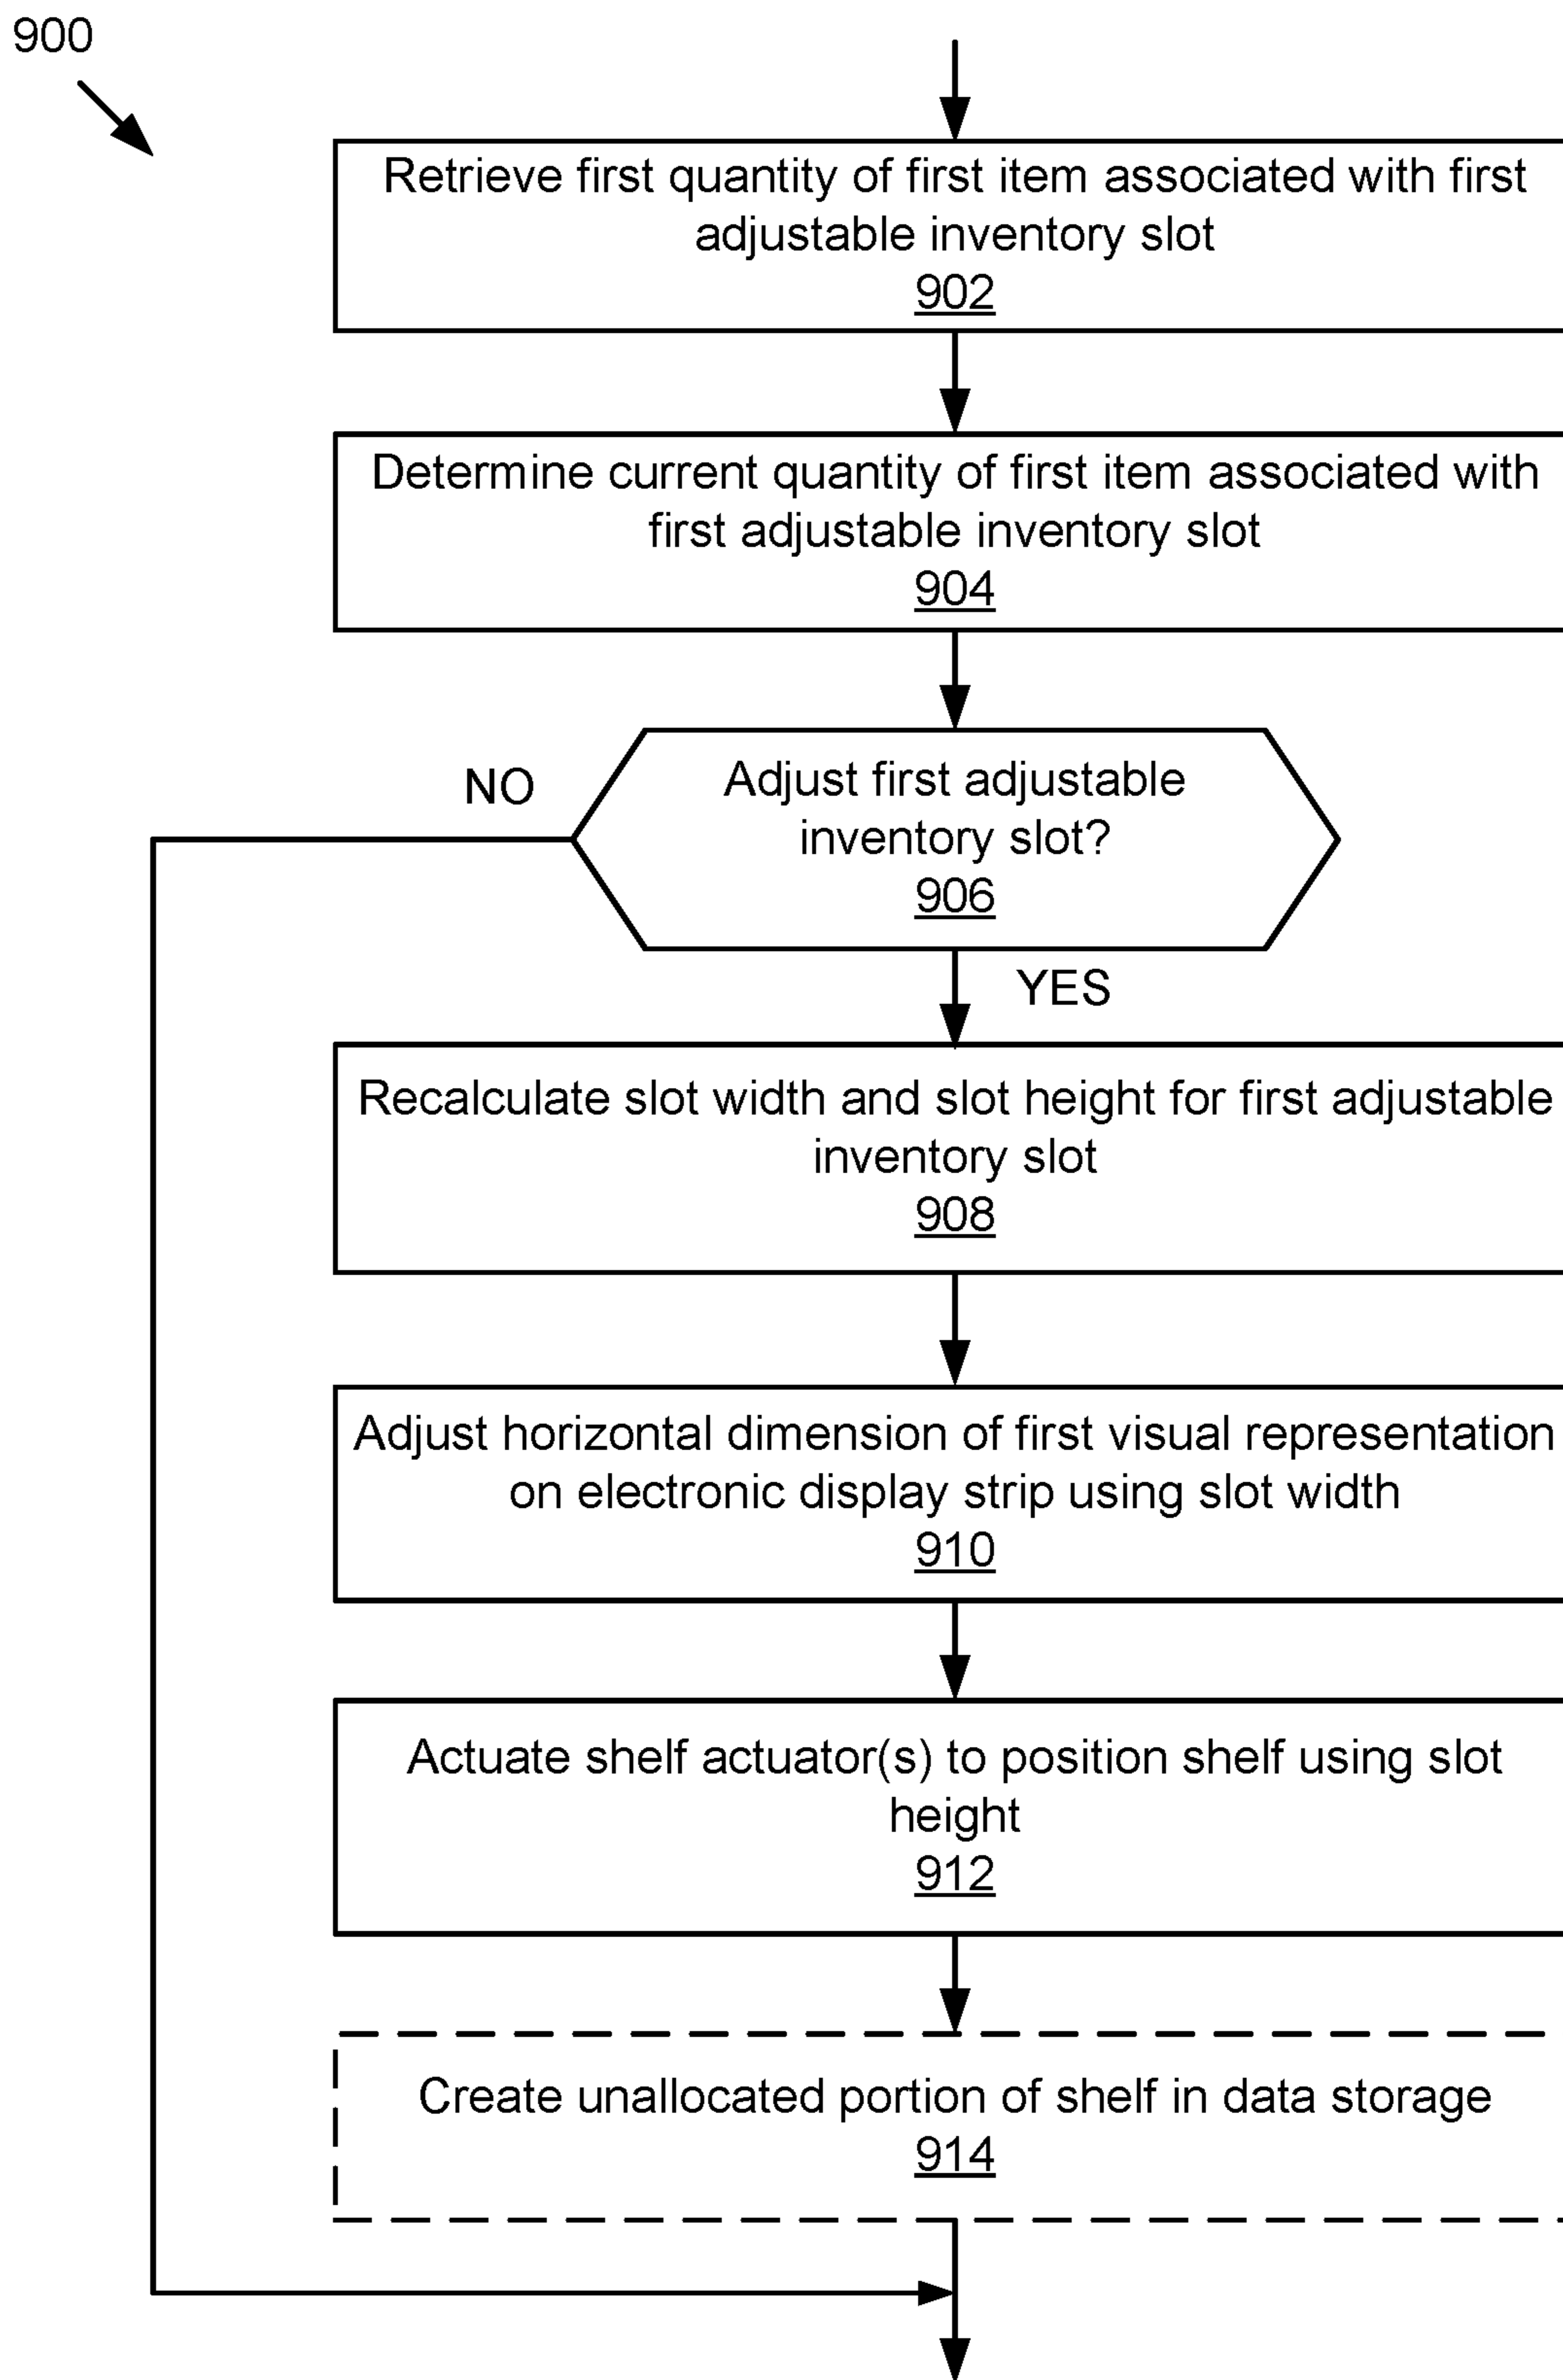 900
Retrieve first quantity of first item associated with first
adjustable inventory slot
902
Determine current quantity of first item associated with
first adjustable inventory slot
904
NO
Adjust first adjustable
inventory slot?
906
YES
Recalculate slot width and slot height for first adjustable
inventory slot
908
Adjust horizontal dimension of first visual representation
on electronic display strip using slot width
910
Actuate shelf actuator(s) to position shelf using slot
height
912
Create unallocated portion of shelf in data storage
914